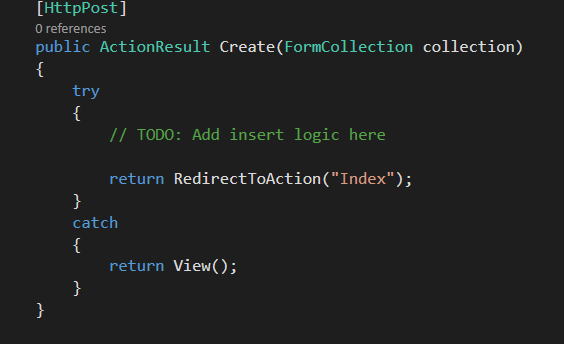 [HttpPost]
0 references
public ActionResult Create(FormCollection collection)
{
    try
    {
        // TODO: Add insert logic here

        return RedirectToAction("Index");
    }
    catch
    {
        return View();
    }
}